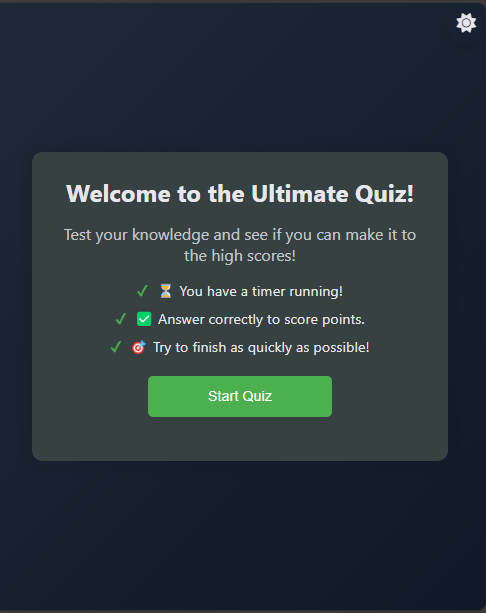 Welcome to the Ultimate Quiz!
Test your knowledge and see if you can make it to
the high scores!
✓ ⏳ You have a timer running!
✓ ✅ Answer correctly to score points.
✓ 🎯 Try to finish as quickly as possible!
Start Quiz